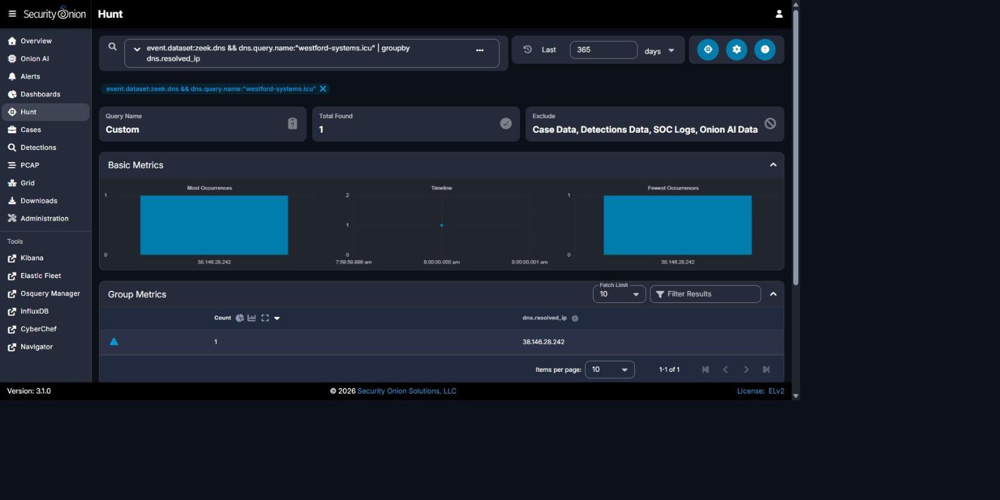 Security Onion
Hunt
Overview
Onion AI
Alerts
Dashboards
Hunt
Cases
Detections
PCAP
Grid
Downloads
Administration
Tools
Kibana
Elastic Fleet
Osquery Manager
InfluxDB
CyberChef
Navigator
event.dataset:zeek.dns && dns.query.name:"westford-systems.icu" | groupby
dns.resolved_ip
Last 365 days
event.dataset:zeek.dns && dns.query.name:"westford-systems.icu"
Query Name
Custom
Total Found
1
Exclude
Case Data, Detections Data, SOC Logs, Onion AI Data
Basic Metrics
Most Occurrences
1
0
38.146.28.242
Timeline
2
1
0
7:59:59.999 am 8:00:00.000 am 8:00:00.001 am
Fewest Occurrences
1
0
38.146.28.242
Group Metrics
Fetch Limit
10
Filter Results
Count dns.resolved_ip
1 38.146.28.242
Items per page: 10 1-1 of 1
Version: 3.1.0
© 2026 Security Onion Solutions, LLC
License: ELv2